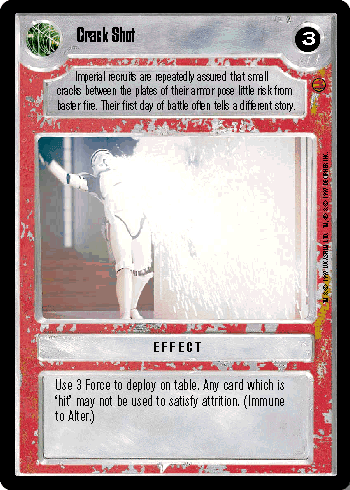 Crack Shot
3
Imperial recruits are repeatedly assured that small
cracks between the plates of their armor pose little risk from
blaster fire. Their first day of battle often tells a different story.
EFFECT
Use 3 Force to deploy on table. Any card which is
'hit' may not be used to satisfy attrition. (Immune
to Alter.)